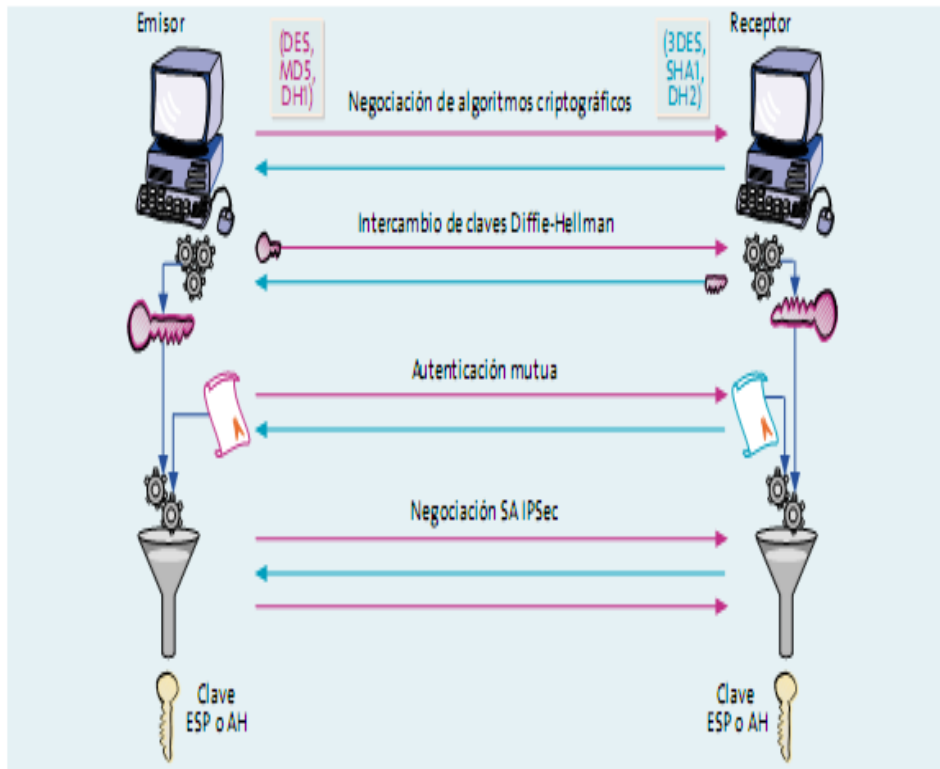 Emisor
Receptor
(DES,
MD5,
DH1)
(3DES,
SHA1,
DH2)
Negociación de algoritmos criptográficos
Intercambio de claves Diffie-Hellman
Autenticación mutua
Negociación SA IPSec
Clave
ESP o AH
Clave
ESP o AH